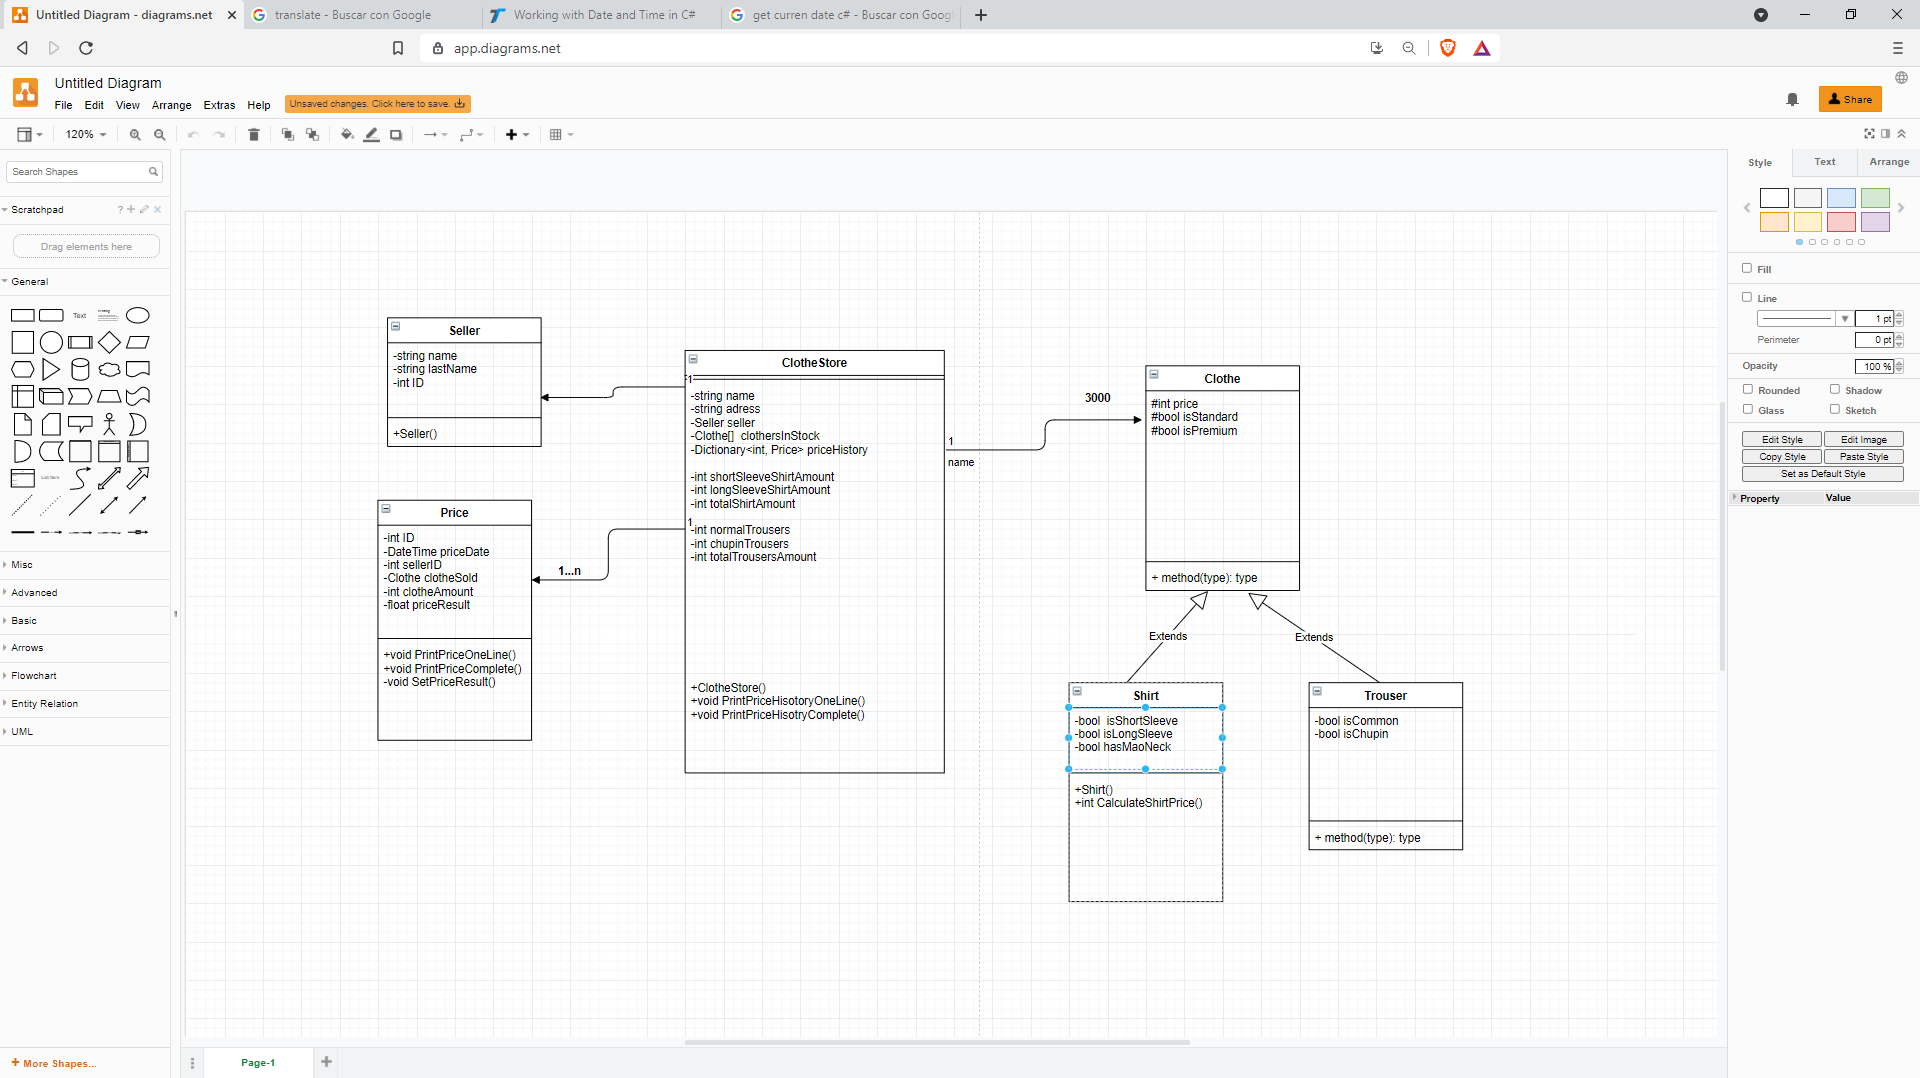 Untitled Diagram - diagrams.net
translate - Buscar con Google
Working with Date and Time in C#
get curren date c# - Buscar con Goog
app.diagrams.net
Untitled Diagram
File Edit View Arrange Extras Help
Unsaved changes. Click here to save.
Share
120%
Search Shapes
Scratchpad
?
Drag elements here
General
Text
List Item
Misc
Advanced
Basic
Arrows
Flowchart
Entity Relation
UML
+ More Shapes...
Page-1
Seller
-string name
-string lastName
-int ID
+Seller()
Price
-int ID
-DateTime priceDate
-int sellerID
-Clothe clotheSold
-int clotheAmount
-float priceResult
+void PrintPriceOneLine()
+void PrintPriceComplete()
-void SetPriceResult()
1...n
ClotheStore
1
-string name
-string adress
-Seller seller
-Clothe[]  clothersInStock
-Dictionary<int, Price> priceHistory
-int shortSleeveShirtAmount
-int longSleeveShirtAmount
-int totalShirtAmount
1
-int normalTrousers
-int chupinTrousers
-int totalTrousersAmount
+ClotheStore()
+void PrintPriceHisotoryOneLine()
+void PrintPriceHisotryComplete()
1
name
3000
Clothe
#int price
#bool isStandard
#bool isPremium
+ method(type): type
Extends
Extends
Shirt
-bool  isShortSleeve
-bool isLongSleeve
-bool hasMaoNeck
+Shirt()
+int CalculateShirtPrice()
Trouser
-bool isCommon
-bool isChupin
+ method(type): type
Style Text Arrange
Fill
Line
1 pt
Perimeter 0 pt
Opacity 100 %
Rounded Shadow
Glass Sketch
Edit Style Edit Image
Copy Style Paste Style
Set as Default Style
Property Value